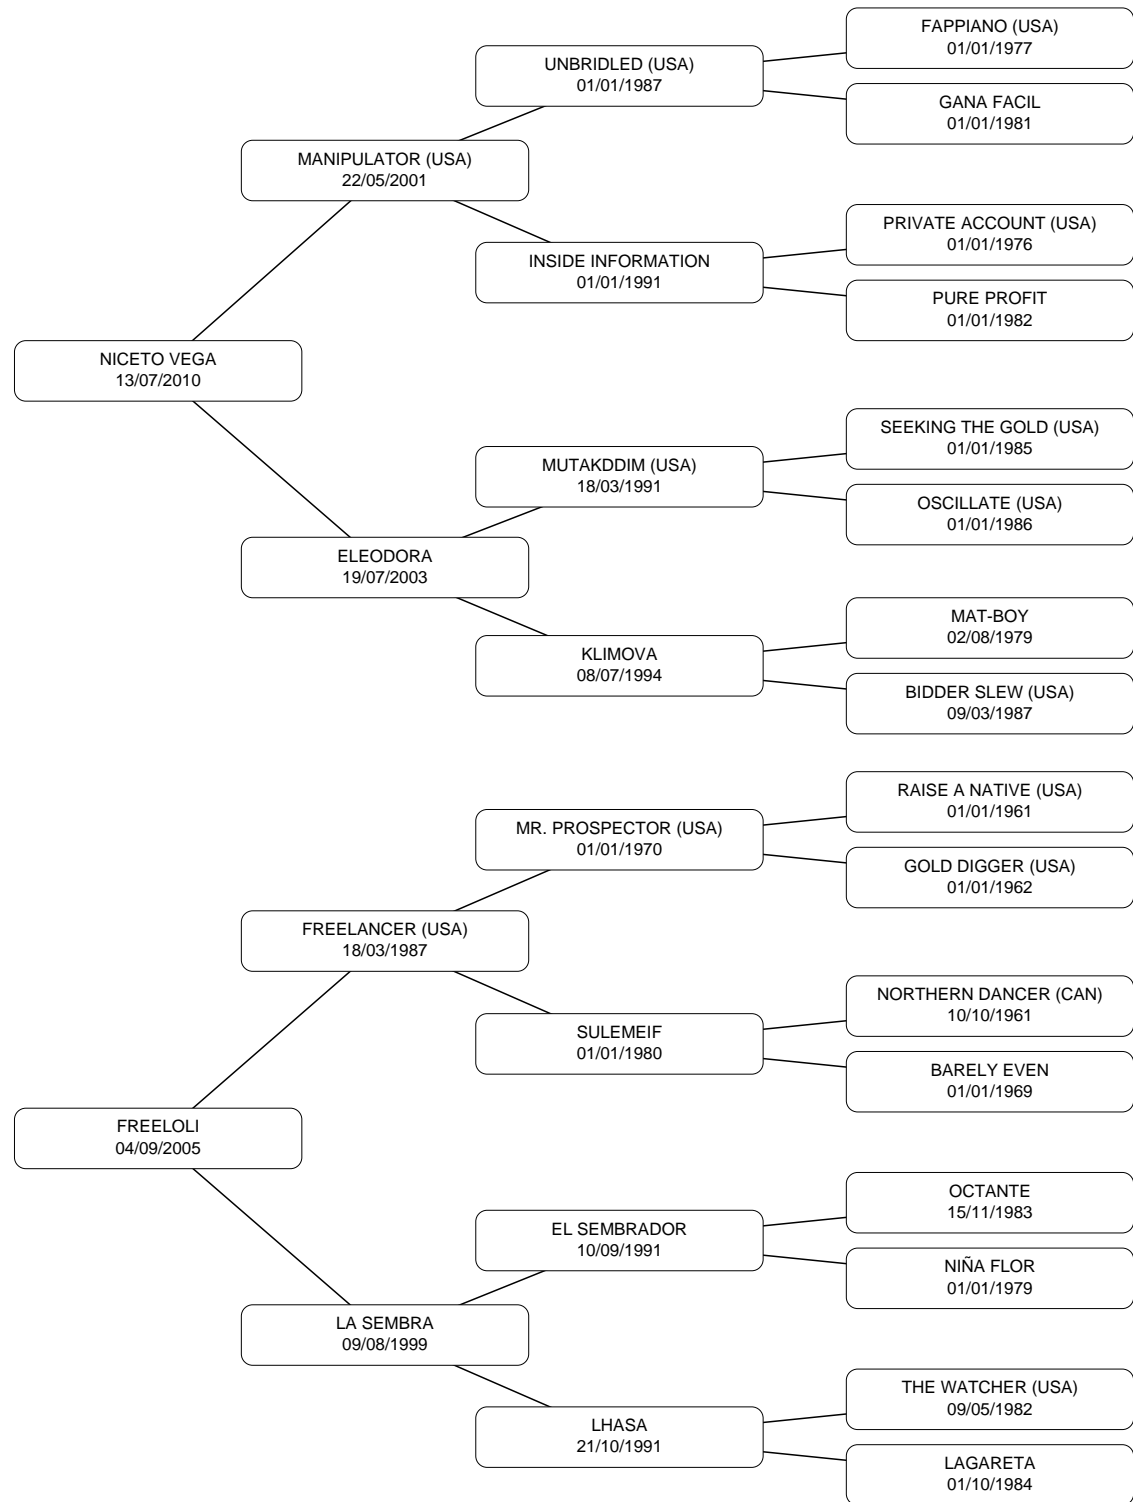 FAPPIANO (USA)
01/01/1977
UNBRIDLED (USA)
01/01/1987
GANA FACIL
01/01/1981
MANIPULATOR (USA)
22/05/2001
PRIVATE ACCOUNT (USA)
01/01/1976
INSIDE INFORMATION
01/01/1991
PURE PROFIT
01/01/1982
NICETO VEGA
13/07/2010
SEEKING THE GOLD (USA)
01/01/1985
MUTAKDDIM (USA)
18/03/1991
OSCILLATE (USA)
01/01/1986
ELEODORA
19/07/2003
MAT-BOY
02/08/1979
KLIMOVA
08/07/1994
BIDDER SLEW (USA)
09/03/1987
RAISE A NATIVE (USA)
01/01/1961
MR. PROSPECTOR (USA)
01/01/1970
GOLD DIGGER (USA)
01/01/1962
FREELANCER (USA)
18/03/1987
NORTHERN DANCER (CAN)
10/10/1961
SULEMEIF
01/01/1980
BARELY EVEN
01/01/1969
FREELOLI
04/09/2005
OCTANTE
15/11/1983
EL SEMBRADOR
10/09/1991
NIÑA FLOR
01/01/1979
LA SEMBRA
09/08/1999
THE WATCHER (USA)
09/05/1982
LHASA
21/10/1991
LAGARETA
01/10/1984